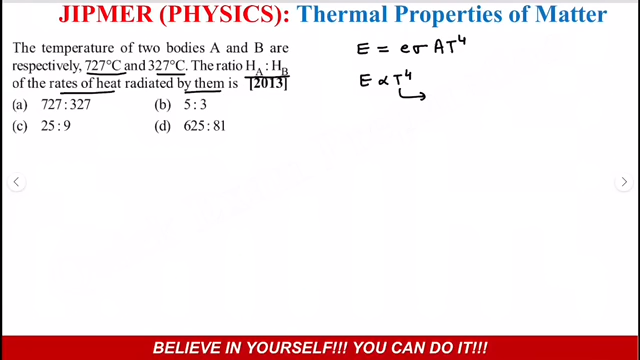 JIPMER (PHYSICS): Thermal Properties of Matter
The temperature of two bodies A and B are
respectively, 727°C and 327°C. The ratio H_A : H_B
of the rates of heat radiated by them is [2013]
(a) 727 : 327 (b) 5 : 3
(c) 25 : 9 (d) 625 : 81
E = eσAT⁴
E ∝ T⁴
BELIEVE IN YOURSELF!!! YOU CAN DO IT!!!